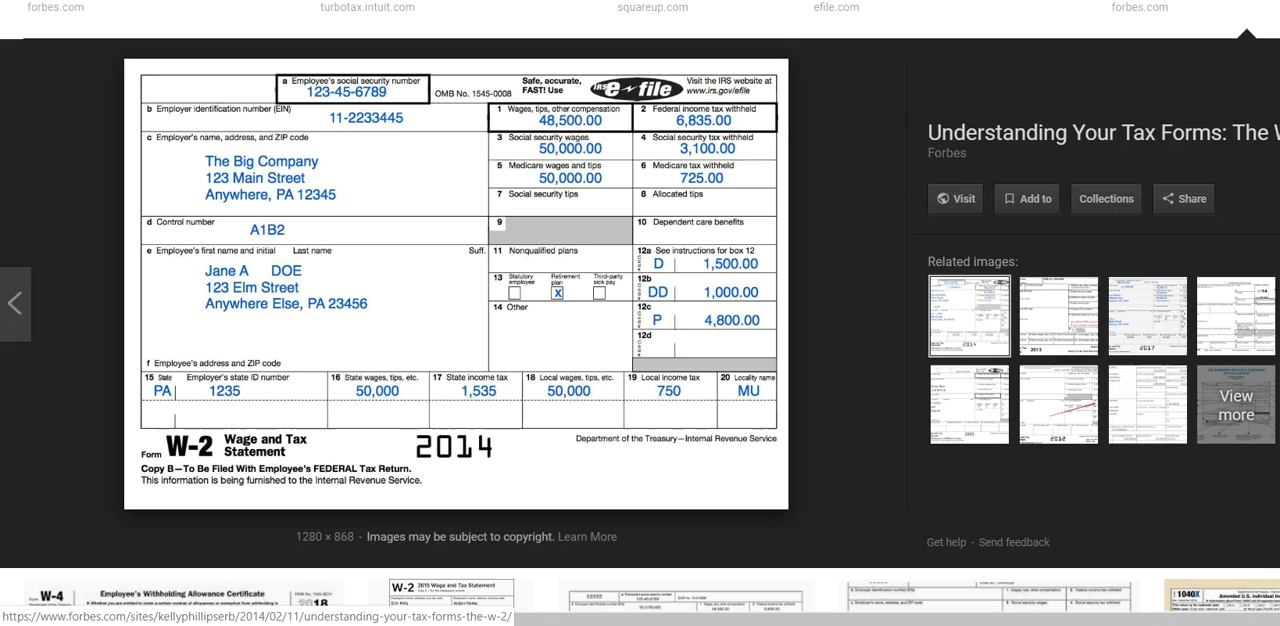 forbes.com turbotax.intuit.com squareup.com efile.com forbes.com
a Employee's social security number
123-45-6789
OMB No. 1545-0008
Safe, accurate,
FAST! Use
IRS e-file
Visit the IRS website at
www.irs.gov/efile
b Employer identification number (EIN)
11-2233445
1 Wages, tips, other compensation
48,500.00
2 Federal income tax withheld
6,835.00
c Employer's name, address, and ZIP code
The Big Company
123 Main Street
Anywhere, PA 12345
3 Social security wages
50,000.00
4 Social security tax withheld
3,100.00
5 Medicare wages and tips
50,000.00
6 Medicare tax withheld
725.00
7 Social security tips
8 Allocated tips
d Control number
A1B2
9
10 Dependent care benefits
e Employee's first name and initial Last name Suff.
Jane A DOE
123 Elm Street
Anywhere Else, PA 23456
11 Nonqualified plans
12a See instructions for box 12
D 1,500.00
13 Statutory employee Retirement plan Third-party sick pay
X
12b
DD 1,000.00
14 Other
12c
P 4,800.00
12d
f Employee's address and ZIP code
15 State Employer's state ID number 16 State wages, tips, etc. 17 State income tax 18 Local wages, tips, etc. 19 Local income tax 20 Locality name
PA 1235 50,000 1,535 50,000 750 MU
Form W-2 Wage and Tax
Statement
2014
Department of the Treasury—Internal Revenue Service
Copy B—To Be Filed With Employee's FEDERAL Tax Return.
This information is being furnished to the Internal Revenue Service.
1280 × 868 - Images may be subject to copyright. Learn More
Understanding Your Tax Forms: The W
Forbes
Visit Add to Collections Share
Related images:
2014
2013
2017
2012
View
more
Get help - Send feedback
Form W-4 Employee's Withholding Allowance Certificate
W-2 2015 Wage and Tax Statement
1040X
https://www.forbes.com/sites/kellyphillipserb/2014/02/11/understanding-your-tax-forms-the-w-2/